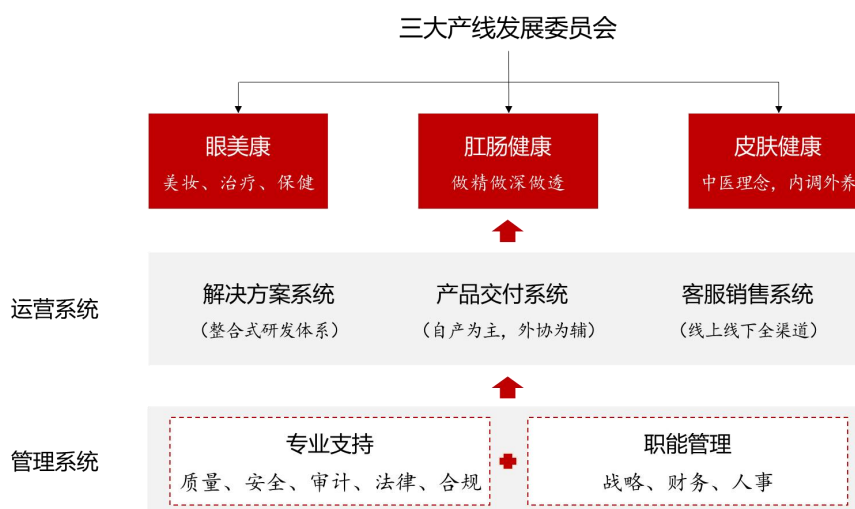 三大产线发展委员会
眼美康
美妆、治疗、保健
肛肠健康
做精做深做透
皮肤健康
中医理念，内调外养
运营系统
解决方案系统
（整合式研发体系）
产品交付系统
（自产为主，外协为辅）
客服销售系统
（线上线下全渠道）
管理系统
专业支持
质量、安全、审计、法律、合规
职能管理
战略、财务、人事